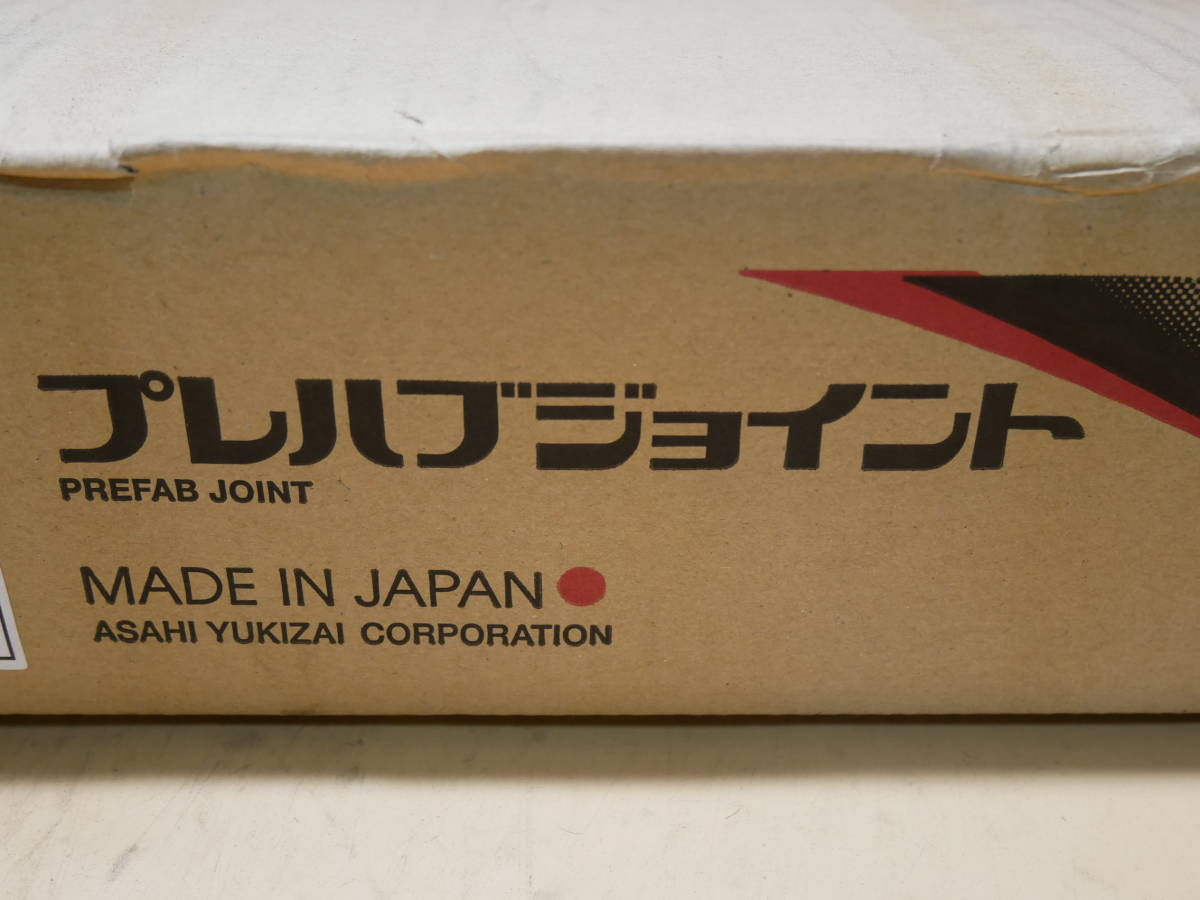 プレハブジョイント
PREFAB JOINT
MADE IN JAPAN
ASAHI YUKIZAI CORPORATION